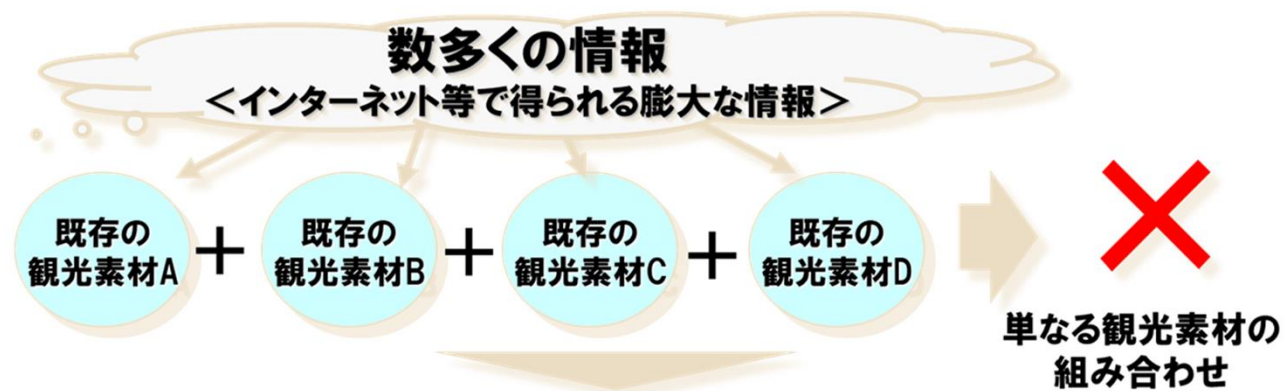 数多くの情報
＜インターネット等で得られる膨大な情報＞
既存の
観光素材A
＋
既存の
観光素材B
＋
既存の
観光素材C
＋
既存の
観光素材D
単なる観光素材の
組み合わせ